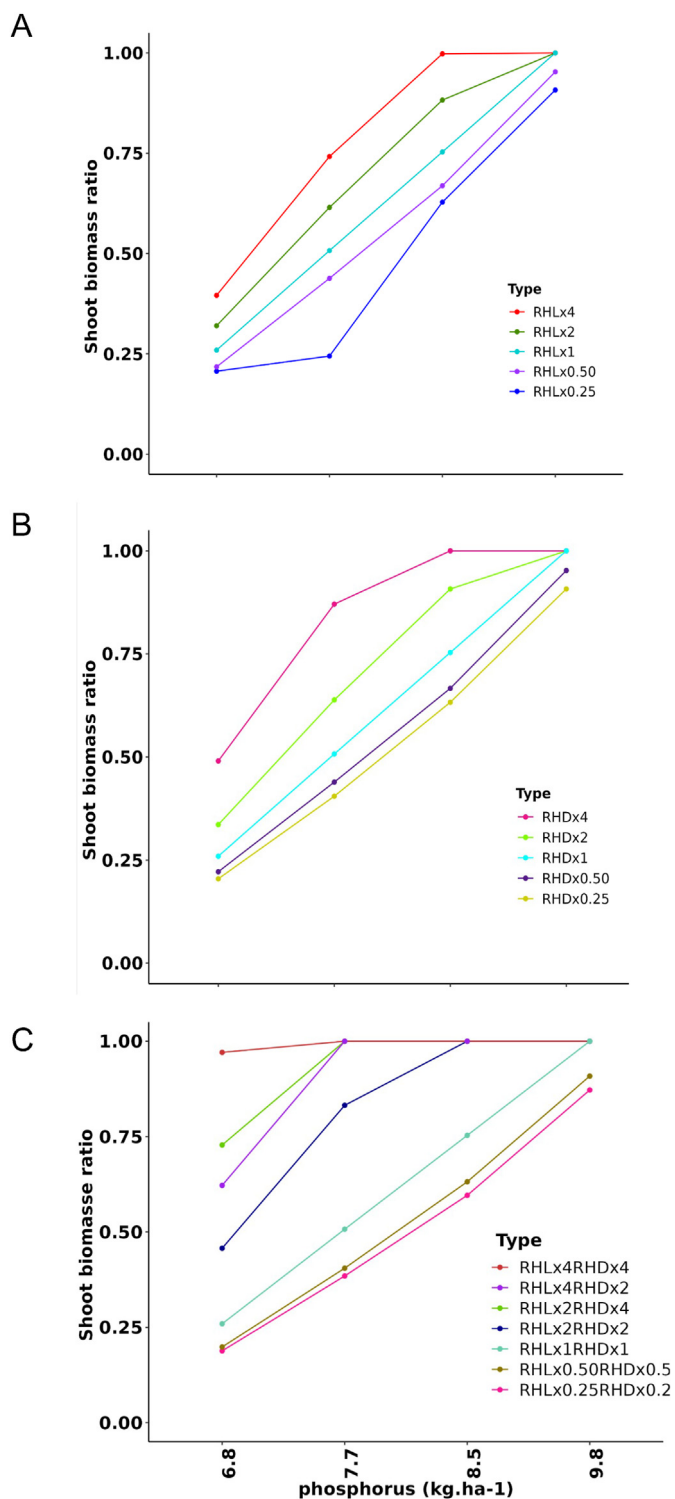 A
1.00
0.75
0.50
0.25
0.00
Shoot biomass ratio
Type
RHLx4
RHLx2
RHLx1
RHLx0.50
RHLx0.25
B
1.00
0.75
0.50
0.25
0.00
Shoot biomass ratio
Type
RHDx4
RHDx2
RHDx1
RHDx0.50
RHDx0.25
C
1.00
0.75
0.50
0.25
0.00
Shoot biomasse ratio
Type
RHLx4RHDx4
RHLx4RHDx2
RHLx2RHDx4
RHLx2RHDx2
RHLx1RHDx1
RHLx0.50RHDx0.5
RHLx0.25RHDx0.2
6.8
7.7
8.5
9.8
phosphorus (kg.ha-1)